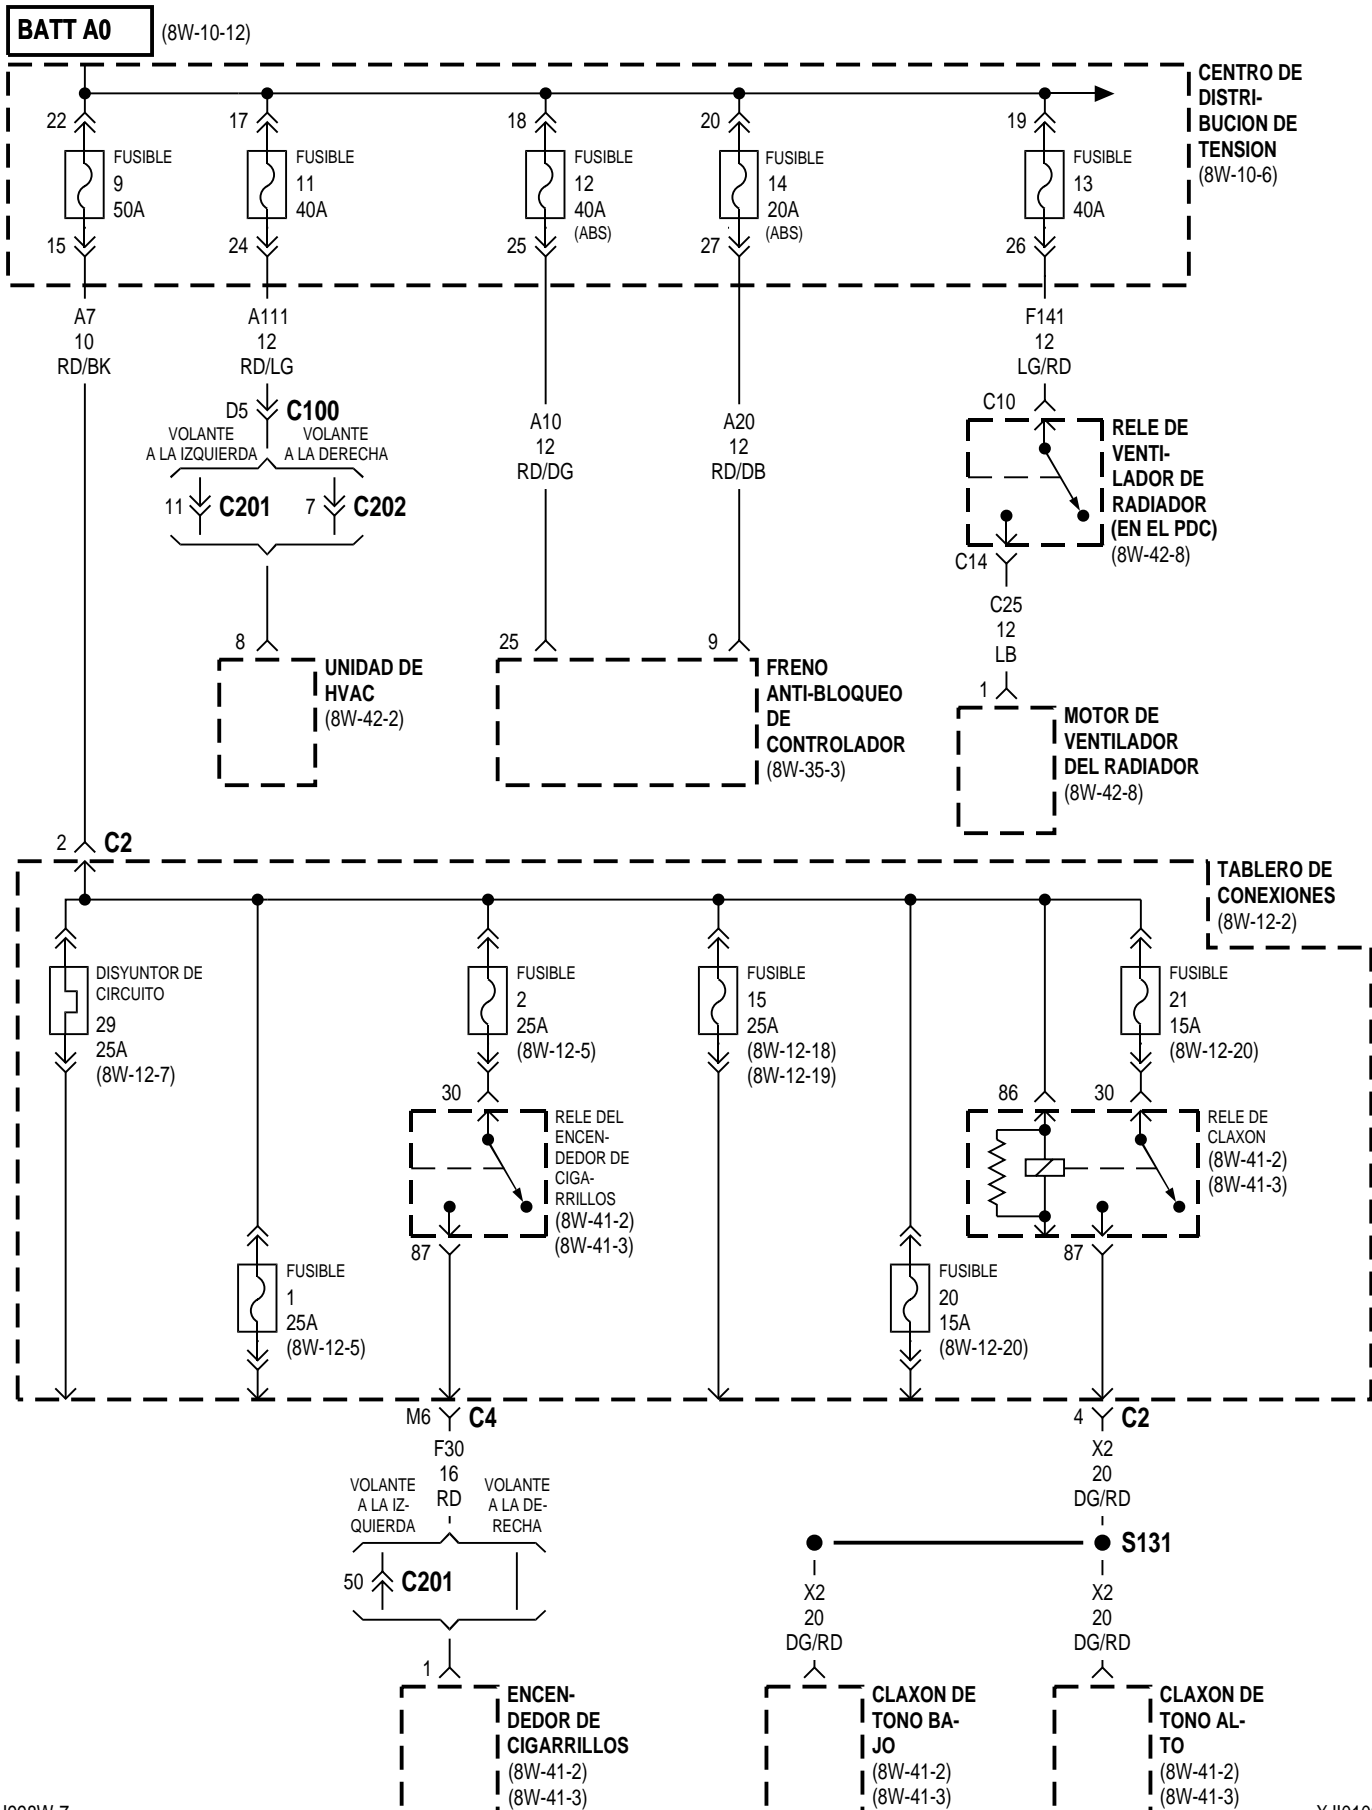 BATT A0 (8W-10-12)
CENTRO DE
DISTRI-
BUCION DE
TENSION
(8W-10-6)
22 17 18 20 19
FUSIBLE
9
50A
FUSIBLE
11
40A
FUSIBLE
12
40A
(ABS)
FUSIBLE
14
20A
(ABS)
FUSIBLE
13
40A
15 24 25 27 26
A7
10
RD/BK
A111
12
RD/LG
F141
12
LG/RD
D5 C100
VOLANTE
A LA IZQUIERDA
VOLANTE
A LA DERECHA
11 C201
7 C202
A10
12
RD/DG
A20
12
RD/DB
C10
RELE DE
VENTI-
LADOR DE
RADIADOR
(EN EL PDC)
(8W-42-8)
C14
C25
12
LB
8
UNIDAD DE
HVAC
(8W-42-2)
25 9
FRENO
ANTI-BLOQUEO
DE
CONTROLADOR
(8W-35-3)
1
MOTOR DE
VENTILADOR
DEL RADIADOR
(8W-42-8)
2 C2
TABLERO DE
CONEXIONES
(8W-12-2)
DISYUNTOR DE
CIRCUITO
29
25A
(8W-12-7)
FUSIBLE
2
25A
(8W-12-5)
FUSIBLE
15
25A
(8W-12-18)
(8W-12-19)
FUSIBLE
21
15A
(8W-12-20)
30
RELE DEL
ENCEN-
DEDOR DE
CIGA-
RRILLOS
(8W-41-2)
(8W-41-3)
87
86 30
RELE DE
CLAXON
(8W-41-2)
(8W-41-3)
87
FUSIBLE
1
25A
(8W-12-5)
FUSIBLE
20
15A
(8W-12-20)
M6 C4
F30
16
RD
4 C2
X2
20
DG/RD
VOLANTE
A LA IZ-
QUIERDA
VOLANTE
A LA DE-
RECHA
50 C201
S131
X2
20
DG/RD
X2
20
DG/RD
1
ENCEN-
DEDOR DE
CIGARRILLOS
(8W-41-2)
(8W-41-3)
CLAXON DE
TONO BA-
JO
(8W-41-2)
(8W-41-3)
CLAXON DE
TONO AL-
TO
(8W-41-2)
(8W-41-3)